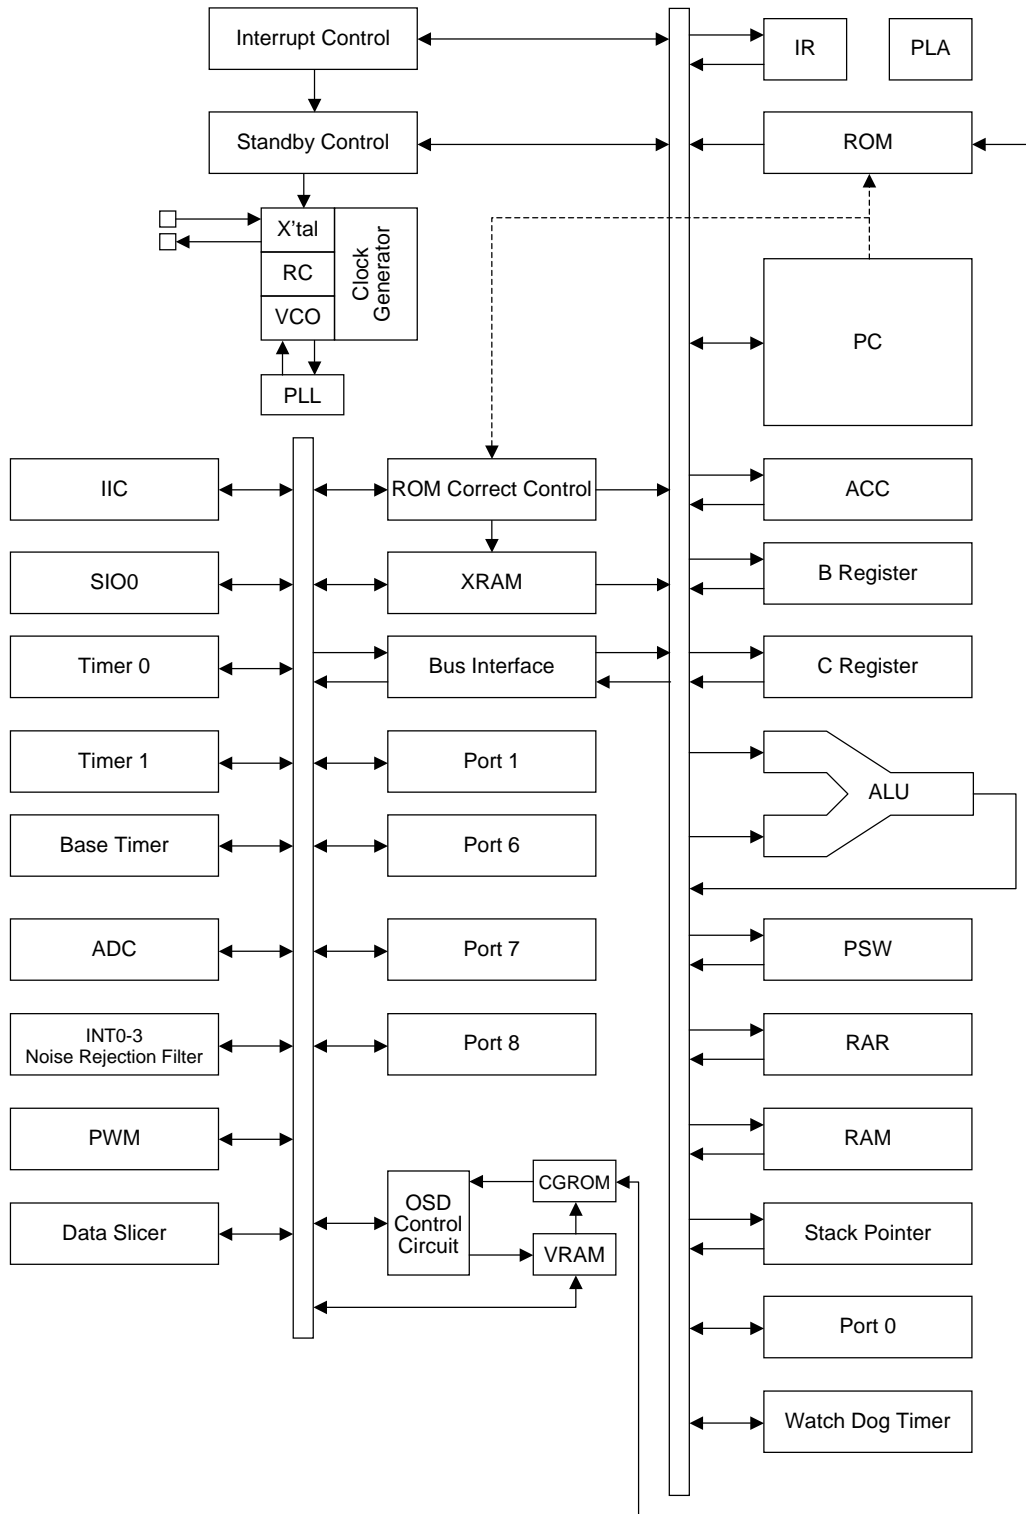 Interrupt Control
IR
PLA
Standby Control
ROM
X'tal
RC
VCO
Clock
Generator
PC
PLL
IIC
ROM Correct Control
ACC
SIO0
XRAM
B Register
Timer 0
Bus Interface
C Register
Timer 1
Port 1
ALU
Base Timer
Port 6
ADC
Port 7
PSW
INT0-3
Noise Rejection Filter
Port 8
RAR
PWM
RAM
OSD
Control
Circuit
CGROM
VRAM
Data Slicer
Stack Pointer
Port 0
Watch Dog Timer